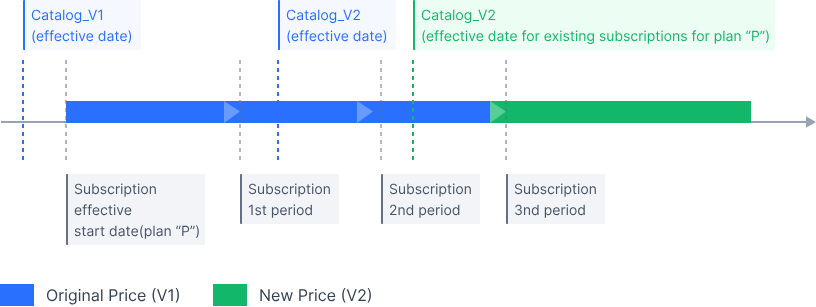 Catalog_V1
(effective date)
Catalog_V2
(effective date)
Catalog_V2
(effective date for existing subscriptions for plan “P”)
Subscription
effective
start date(plan “P”)
Subscription
1st period
Subscription
2nd period
Subscription
3nd period
Original Price (V1)
New Price (V2)